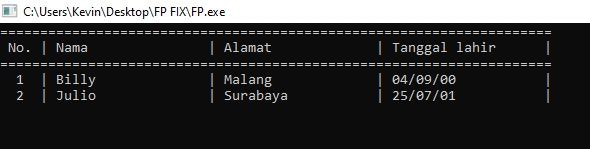 C:\Users\Kevin\Desktop\FP FIX\FP.exe
=====================================================================
No. | Nama | Alamat | Tanggal lahir |
=====================================================================
1 | Billy | Malang | 04/09/00 |
2 | Julio | Surabaya | 25/07/01 |